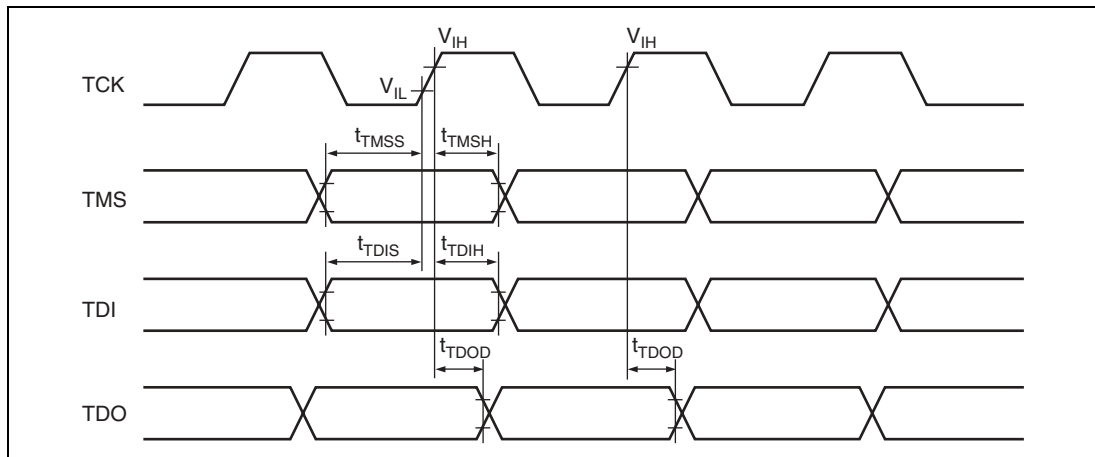 V_IH V_IH
TCK
V_IL
t_TMSS t_TMSH
TMS
t_TDIS t_TDIH
TDI
t_TDOD t_TDOD
TDO